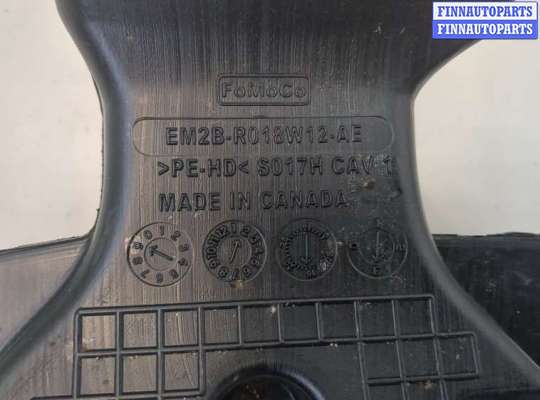 FINNAUTOPARTS
FINNAUTOPARTS
FoMoCo
EM2B-R018W12-AE
>PE-HD< S017H CAV-1
MADE IN CANADA